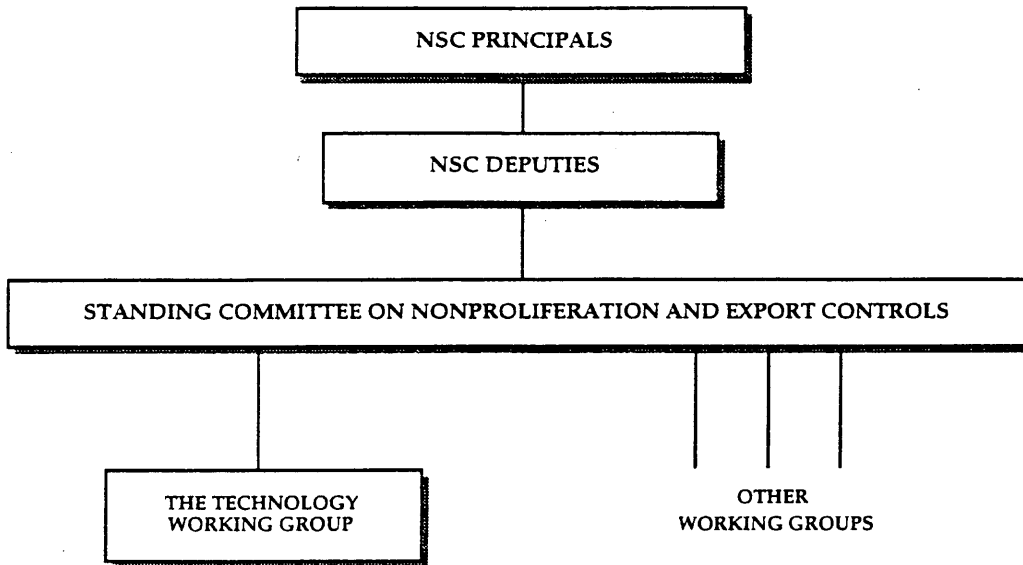 NSC PRINCIPALS
NSC DEPUTIES
STANDING COMMITTEE ON NONPROLIFERATION AND EXPORT CONTROLS
THE TECHNOLOGY
WORKING GROUP
OTHER
WORKING GROUPS